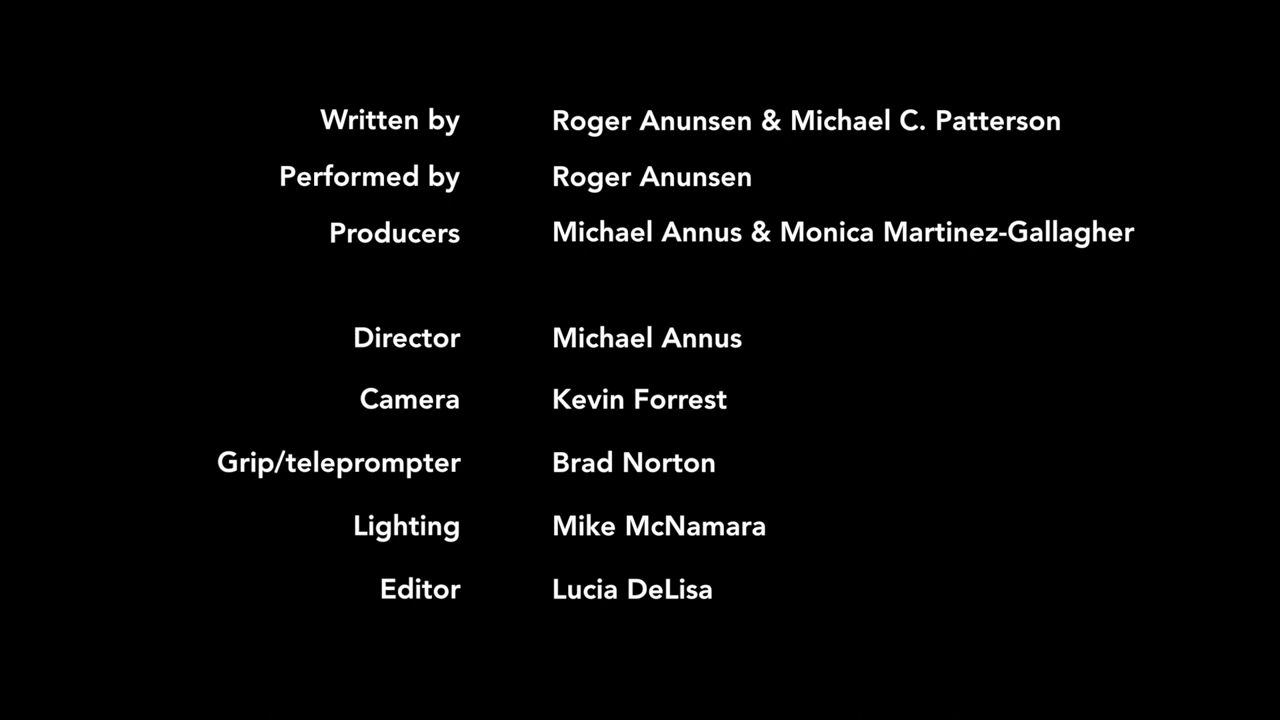 Written by Roger Anunsen & Michael C. Patterson
Performed by Roger Anunsen
Producers Michael Annus & Monica Martinez-Gallagher
Director Michael Annus
Camera Kevin Forrest
Grip/teleprompter Brad Norton
Lighting Mike McNamara
Editor Lucia DeLisa